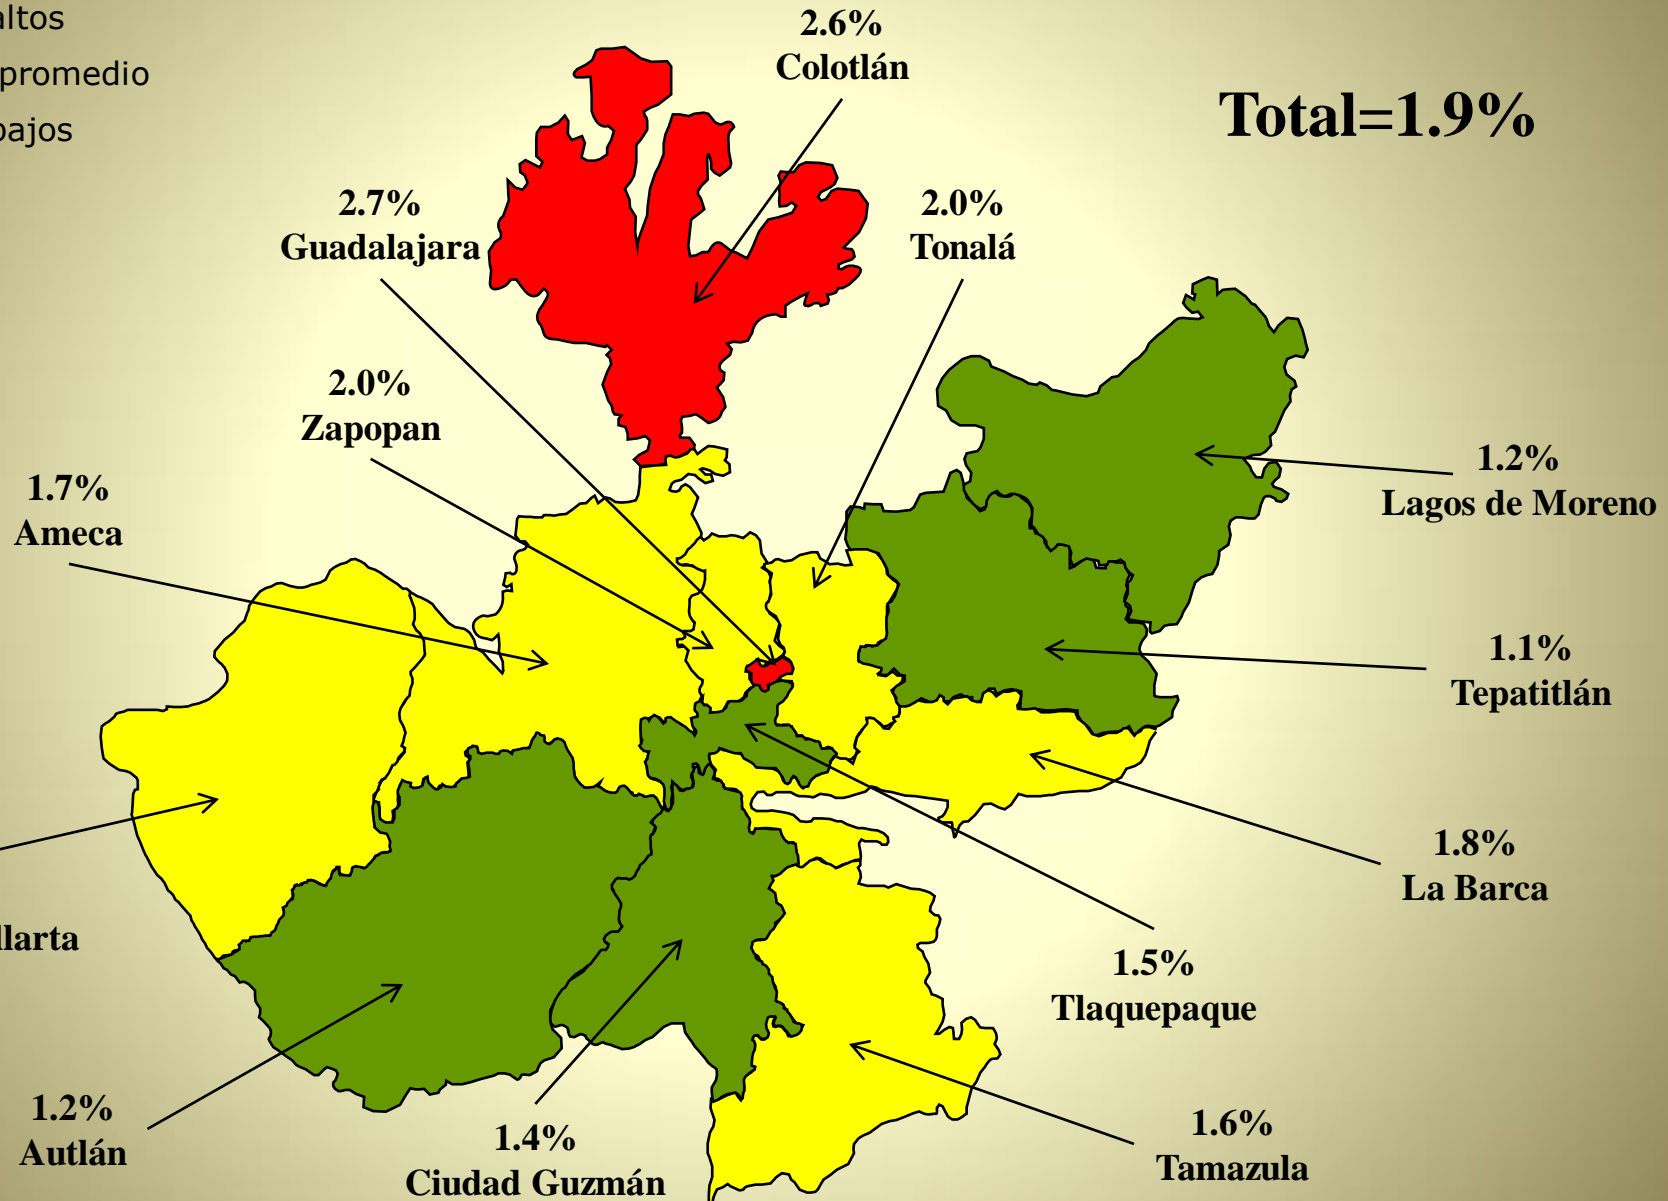 altos
promedio
bajos
2.6%
Colotlán
Total=1.9%
2.7%
Guadalajara
2.0%
Tonalá
2.0%
Zapopan
1.7%
Ameca
1.2%
Lagos de Moreno
1.1%
Tepatitlán
1.8%
La Barca
llarta
1.5%
Tlaquepaque
1.2%
Autlán
1.4%
Ciudad Guzmán
1.6%
Tamazula